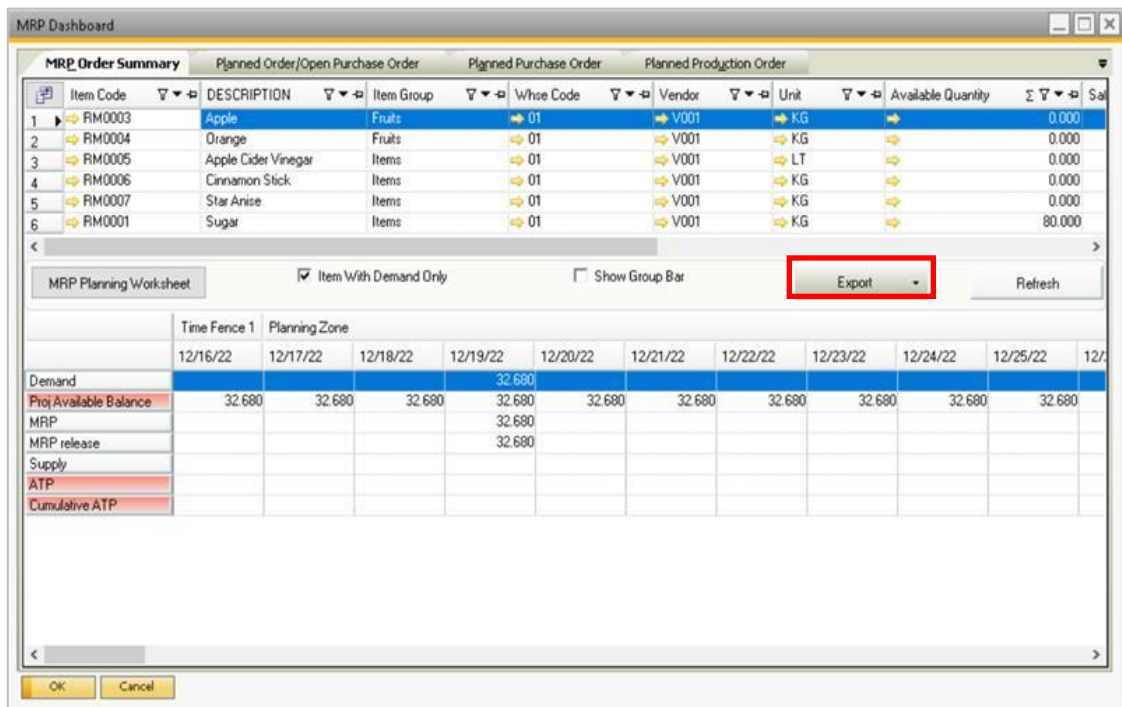 MRP Dashboard
MRP Order Summary Planned Order/Open Purchase Order Planned Purchase Order Planned Production Order
Item Code DESCRIPTION Item Group Whse Code Vendor Unit Available Quantity Σ Sal
1 RM0003 Apple Fruits 01 V001 KG 0.000
2 RM0004 Orange Fruits 01 V001 KG 0.000
3 RM0005 Apple Cider Vinegar Items 01 V001 LT 0.000
4 RM0006 Cinnamon Stick Items 01 V001 KG 0.000
5 RM0007 Star Anise Items 01 V001 KG 0.000
6 RM0001 Sugar Items 01 V001 KG 80.000
MRP Planning Worksheet Item With Demand Only Show Group Bar Export Refresh
Time Fence 1 Planning Zone
12/16/22 12/17/22 12/18/22 12/19/22 12/20/22 12/21/22 12/22/22 12/23/22 12/24/22 12/25/22 12/
Demand 32.680
Proj Available Balance 32.680 32.680 32.680 32.680 32.680 32.680 32.680 32.680 32.680 32.680
MRP 32.680
MRP release 32.680
Supply
ATP
Cumulative ATP
OK Cancel